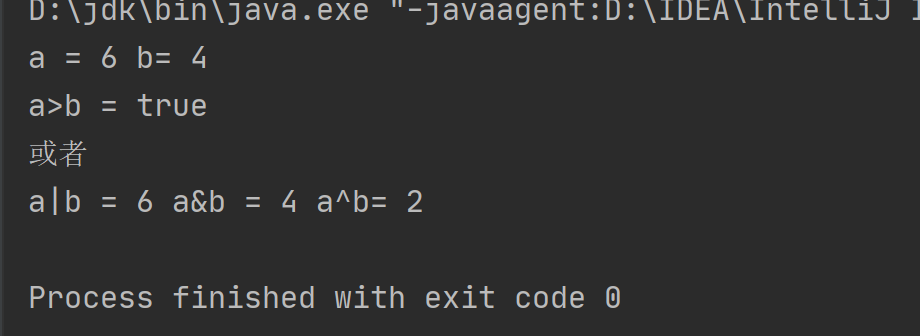 D:\jdk\bin\java.exe "-javaagent:D:\IDEA\IntelliJ
a = 6 b= 4
a>b = true
或者
a|b = 6 a&b = 4 a^b= 2
Process finished with exit code 0